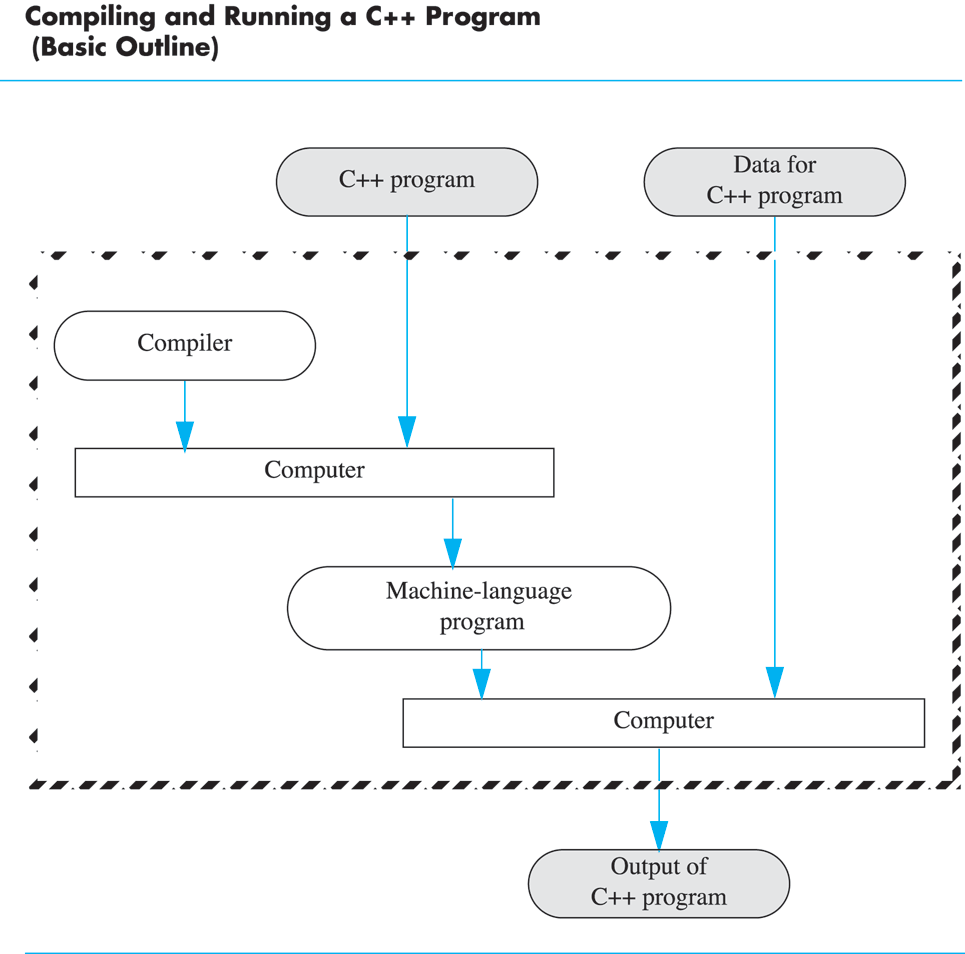 Compiling and Running a C++ Program
(Basic Outline)
C++ program
Data for
C++ program
Compiler
Computer
Machine-language
program
Computer
Output of
C++ program